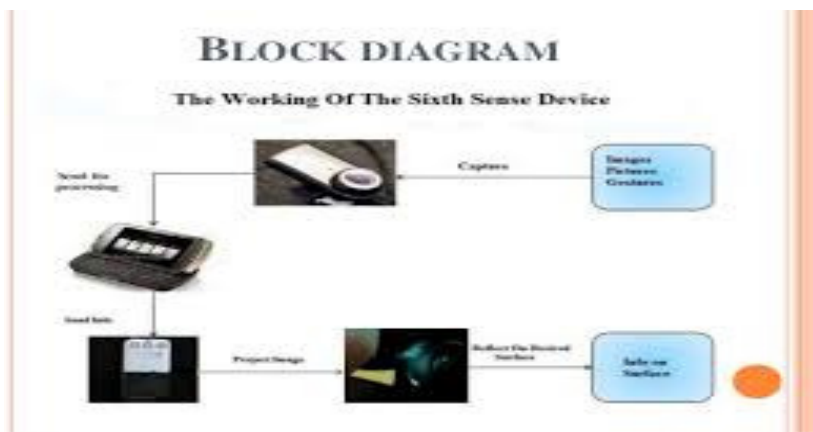 BLOCK DIAGRAM
The Working Of The Sixth Sense Device
Capture
Images
Pictures
Gestures
Send for
processing
Send Info
Project Image
Reflect On Desired
Surface
Info on
Surface